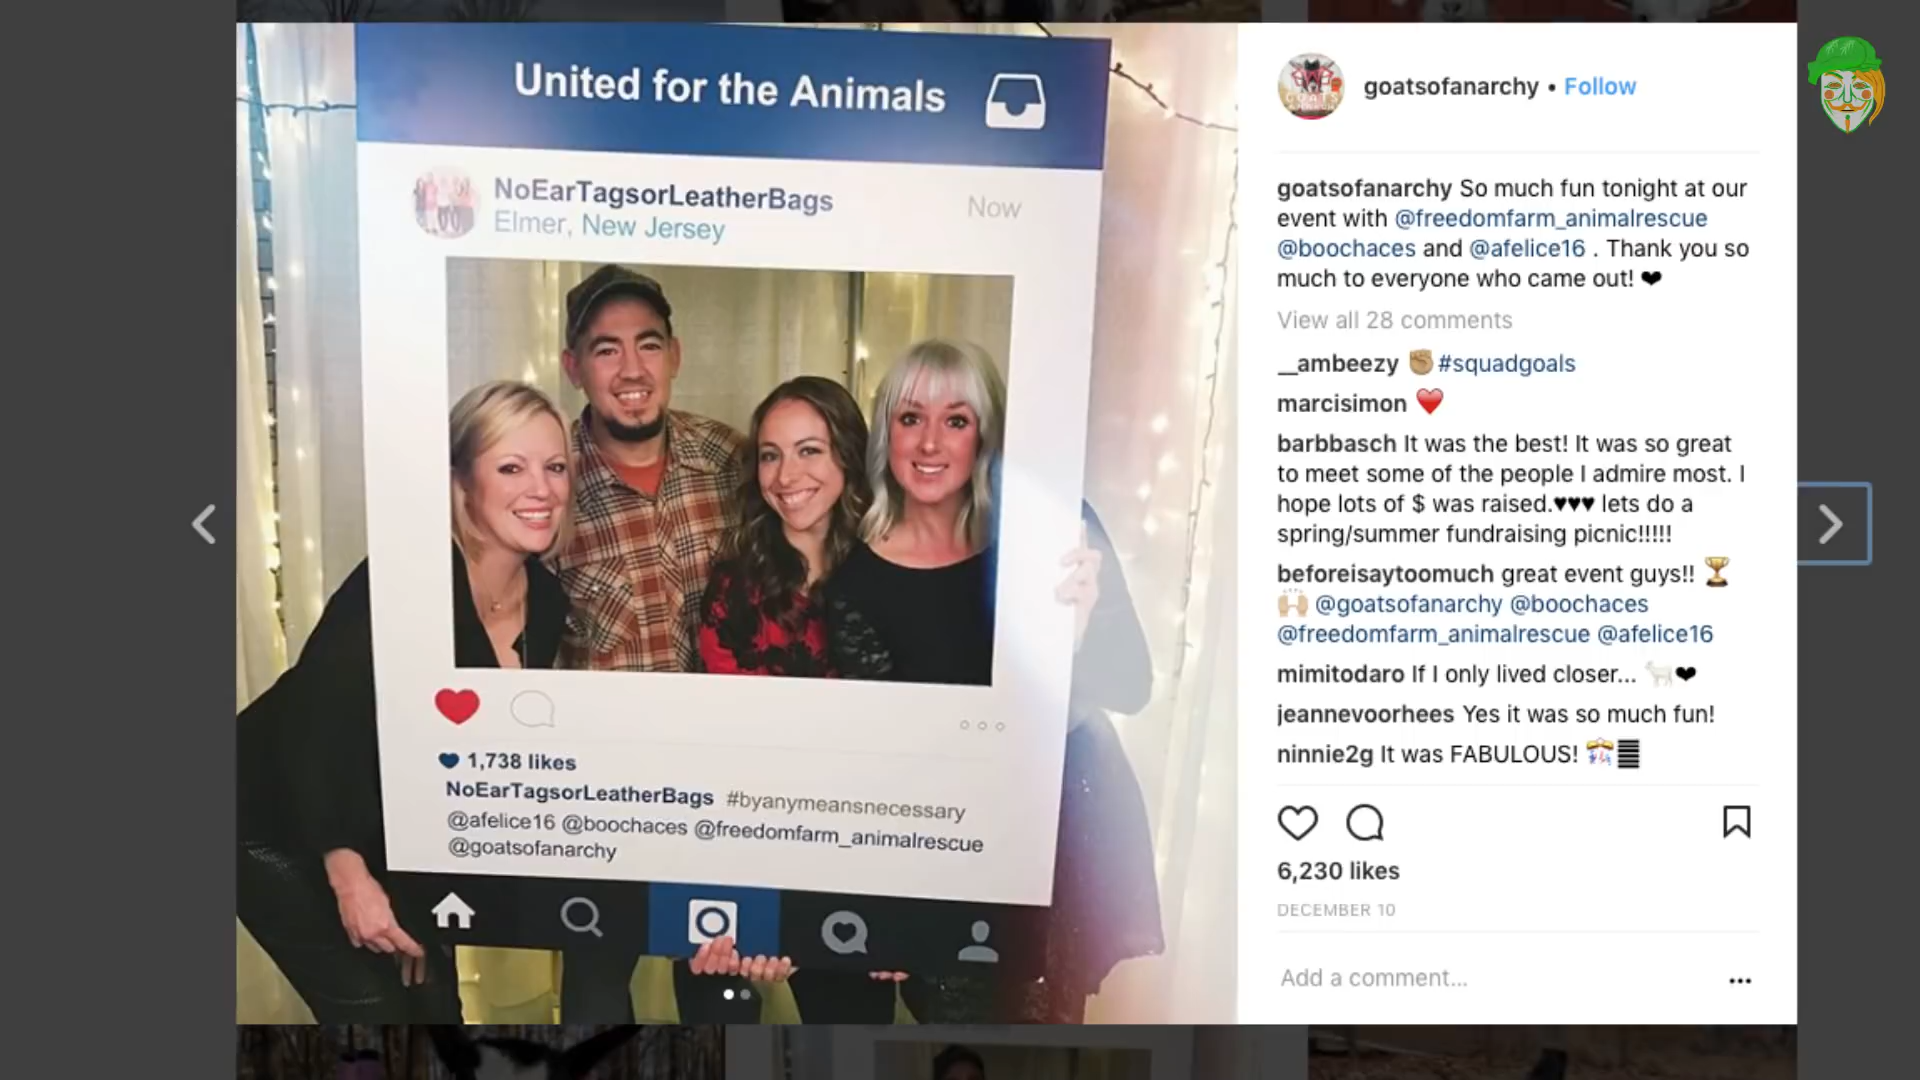 United for the Animals
NoEarTagsorLeatherBags
Now
Elmer, New Jersey
1,738 likes
NoEarTagsorLeatherBags #byanymeansnecessary
@afelice16 @boochaces @freedomfarm_animalrescue
@goatsofanarchy
GOATS
goatsofanarchy • Follow
goatsofanarchy So much fun tonight at our
event with @freedomfarm_animalrescue
@boochaces and @afelice16 . Thank you so
much to everyone who came out! ❤
View all 28 comments
__ambeezy ✊🏽#squadgoals
marcisimon ❤️
barbbasch It was the best! It was so great
to meet some of the people I admire most. I
hope lots of $ was raised.♥♥♥ lets do a
spring/summer fundraising picnic!!!!!
beforeisaytoomuch great event guys!! 🏆
🙌🏼 @goatsofanarchy @boochaces
@freedomfarm_animalrescue @afelice16
mimitodaro If I only lived closer... 🐐❤
jeannevoorhees Yes it was so much fun!
ninnie2g It was FABULOUS! 🎊
6,230 likes
DECEMBER 10
Add a comment...